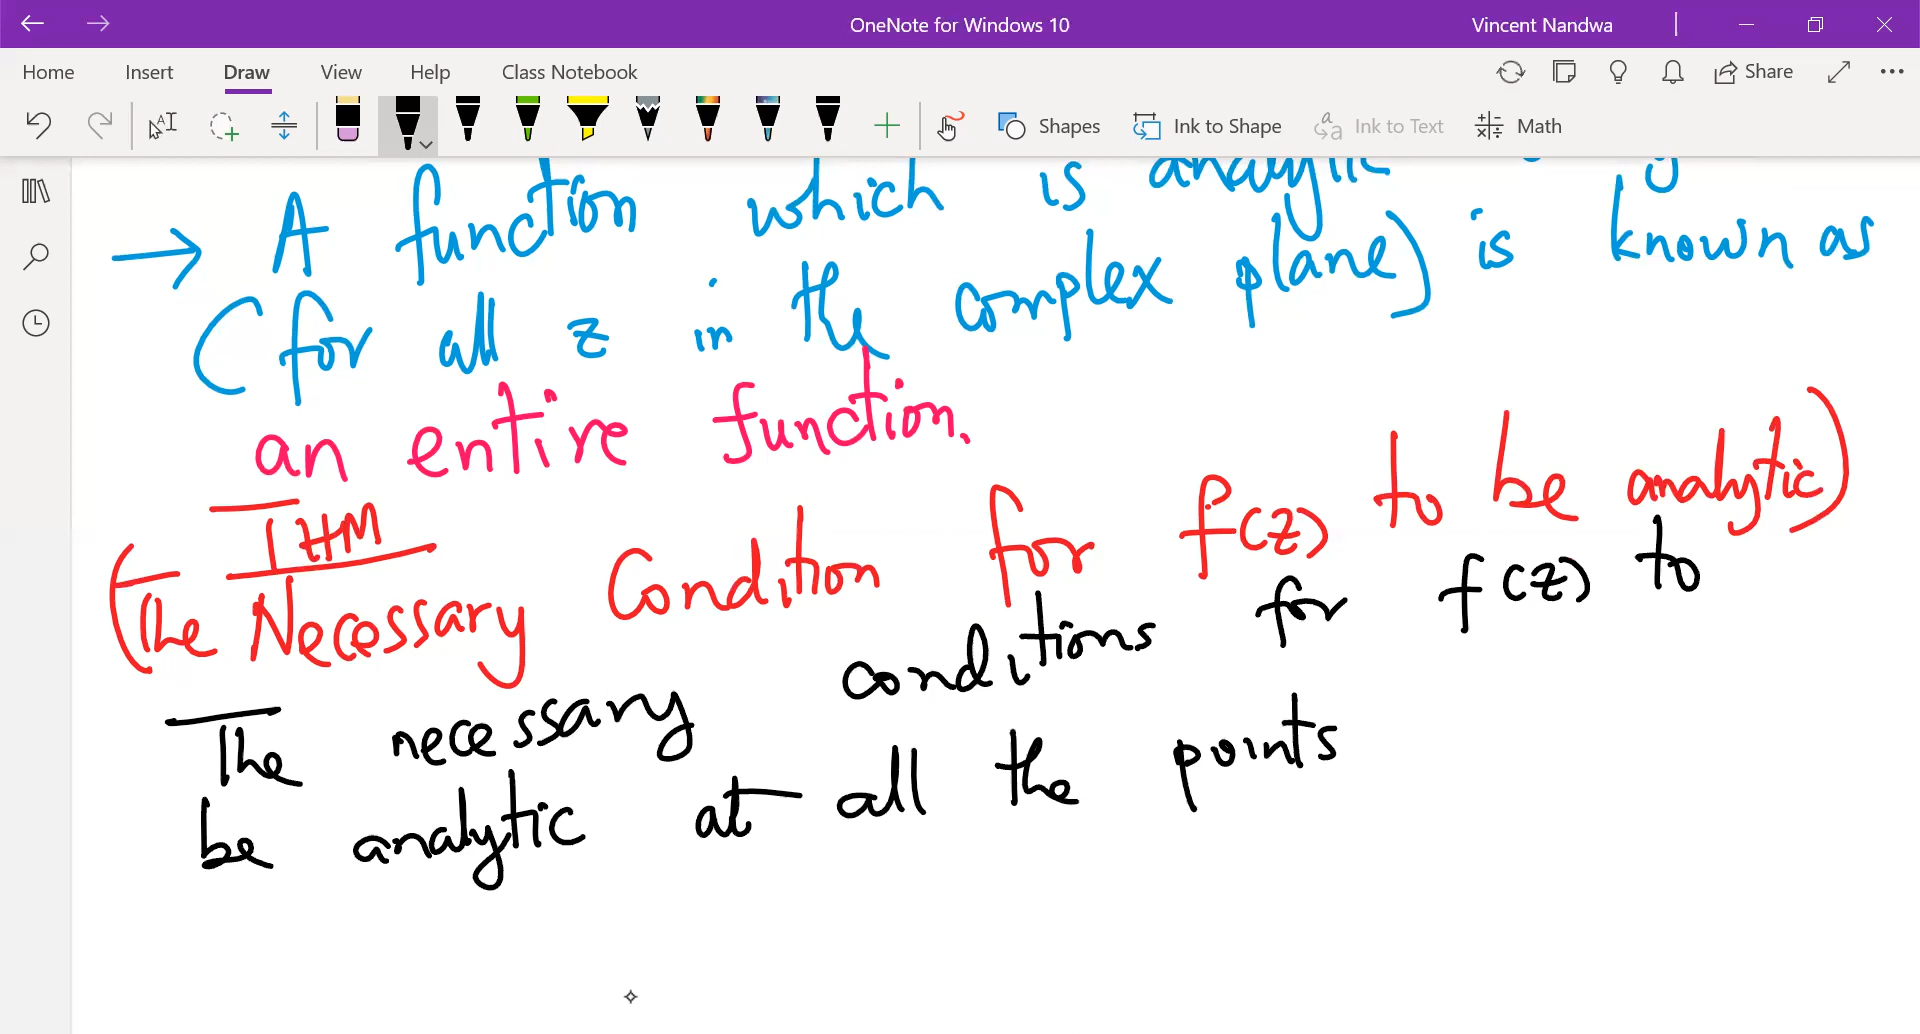 OneNote for Windows 10
Vincent Nandwa
Home Insert Draw View Help Class Notebook
Share
Shapes Ink to Shape Ink to Text Math
→ A function which is analytic
(for all z in the complex plane) is known as
an entire function.
THM
(The Necessary Condition for f(z) to be analytic)
The necessary conditions for f(z) to
be analytic at all the points